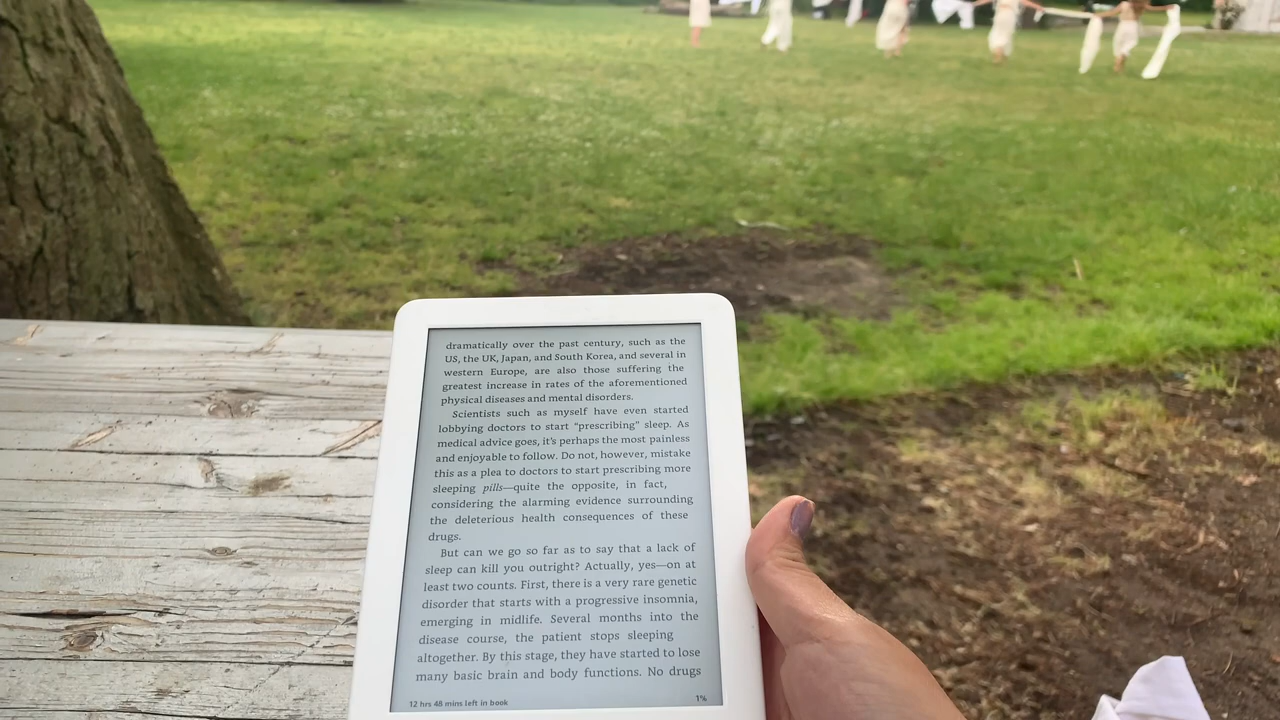 dramatically over the past century, such as the
US, the UK, Japan, and South Korea, and several in
western Europe, are also those suffering the
greatest increase in rates of the aforementioned
physical diseases and mental disorders.
Scientists such as myself have even started
lobbying doctors to start “prescribing” sleep. As
medical advice goes, it’s perhaps the most painless
and enjoyable to follow. Do not, however, mistake
this as a plea to doctors to start prescribing more
sleeping pills—quite the opposite, in fact,
considering the alarming evidence surrounding
the deleterious health consequences of these
drugs.
But can we go so far as to say that a lack of
sleep can kill you outright? Actually, yes—on at
least two counts. First, there is a very rare genetic
disorder that starts with a progressive insomnia,
emerging in midlife. Several months into the
disease course, the patient stops sleeping
altogether. By this stage, they have started to lose
many basic brain and body functions. No drugs
12 hrs 48 mins left in book 1%